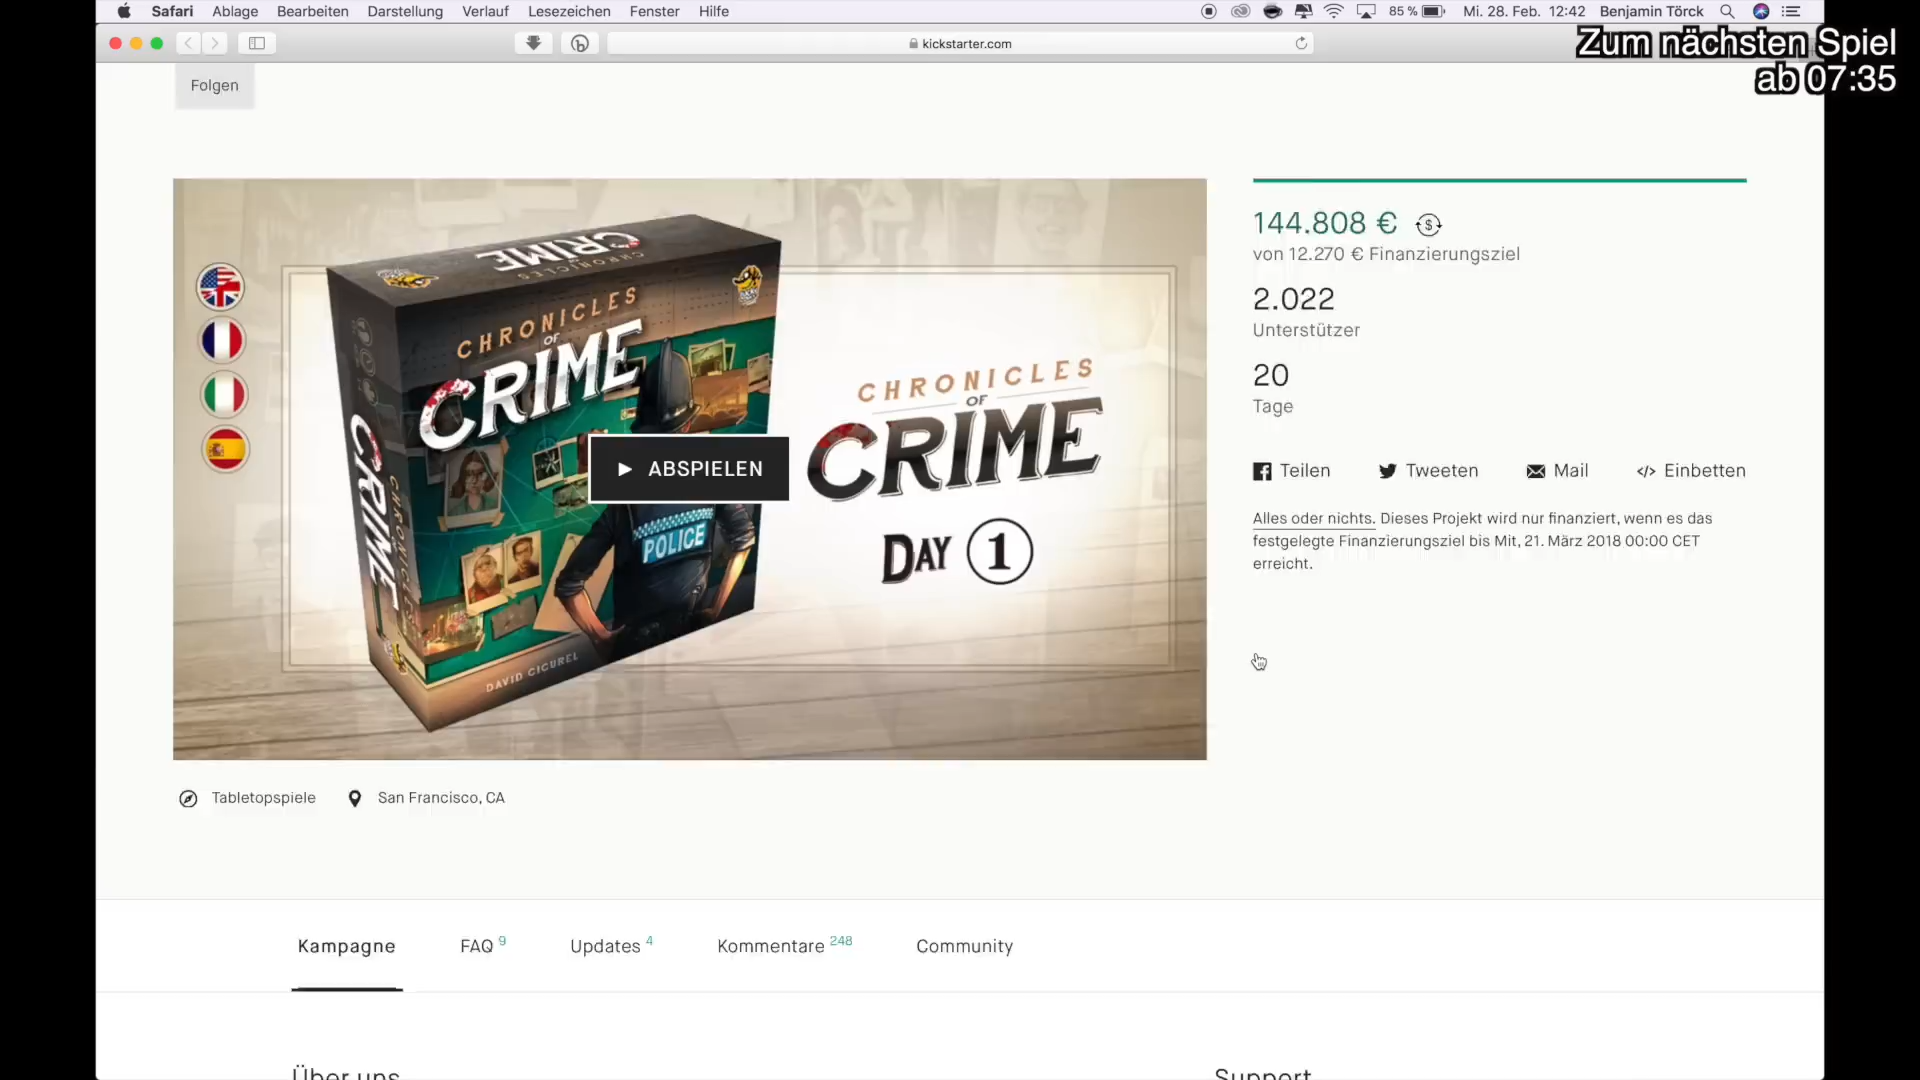 Safari Ablage Bearbeiten Darstellung Verlauf Lesezeichen Fenster Hilfe
85 % Mi. 28. Feb. 12:42 Benjamin Törck
kickstarter.com
Zum nächsten Spiel
ab 07:35
Folgen
CRIME
CHRONICLES
CHRONICLES
OF
CRIME
CRIME
CHRONICLES
POLICE
DAVID CICUREL
ABSPIELEN
CHRONICLES
OF
CRIME
DAY 1
144.808 €
von 12.270 € Finanzierungsziel
2.022
Unterstützer
20
Tage
Teilen Tweeten Mail Einbetten
Alles oder nichts. Dieses Projekt wird nur finanziert, wenn es das
festgelegte Finanzierungsziel bis Mit, 21. März 2018 00:00 CET
erreicht.
Tabletopspiele San Francisco, CA
Kampagne FAQ 9 Updates 4 Kommentare 248 Community
Über uns Support